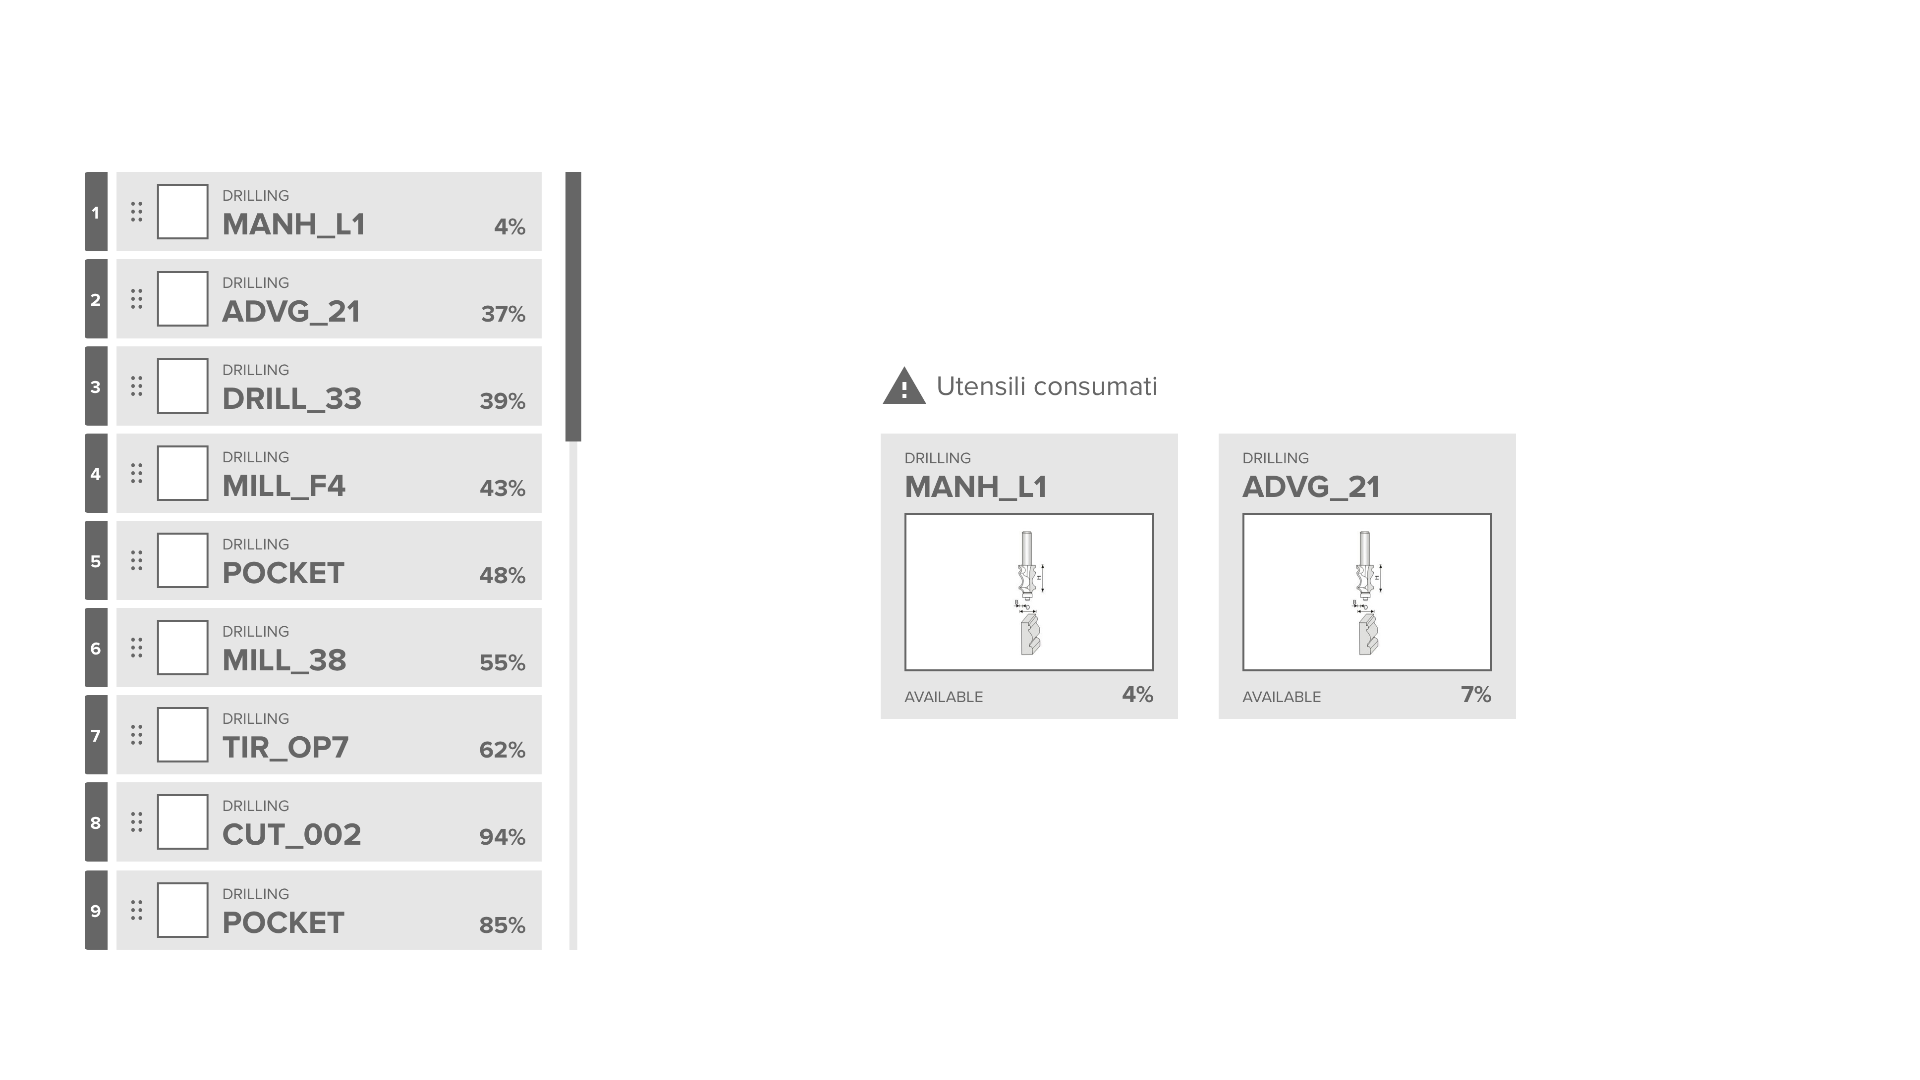 1
DRILLING
MANH_L1
4%
2
DRILLING
ADVG_21
37%
3
DRILLING
DRILL_33
39%
4
DRILLING
MILL_F4
43%
5
DRILLING
POCKET
48%
6
DRILLING
MILL_38
55%
7
DRILLING
TIR_OP7
62%
8
DRILLING
CUT_002
94%
9
DRILLING
POCKET
85%
Utensili consumati
DRILLING
MANH_L1
H
AVAILABLE
4%
DRILLING
ADVG_21
H
AVAILABLE
7%